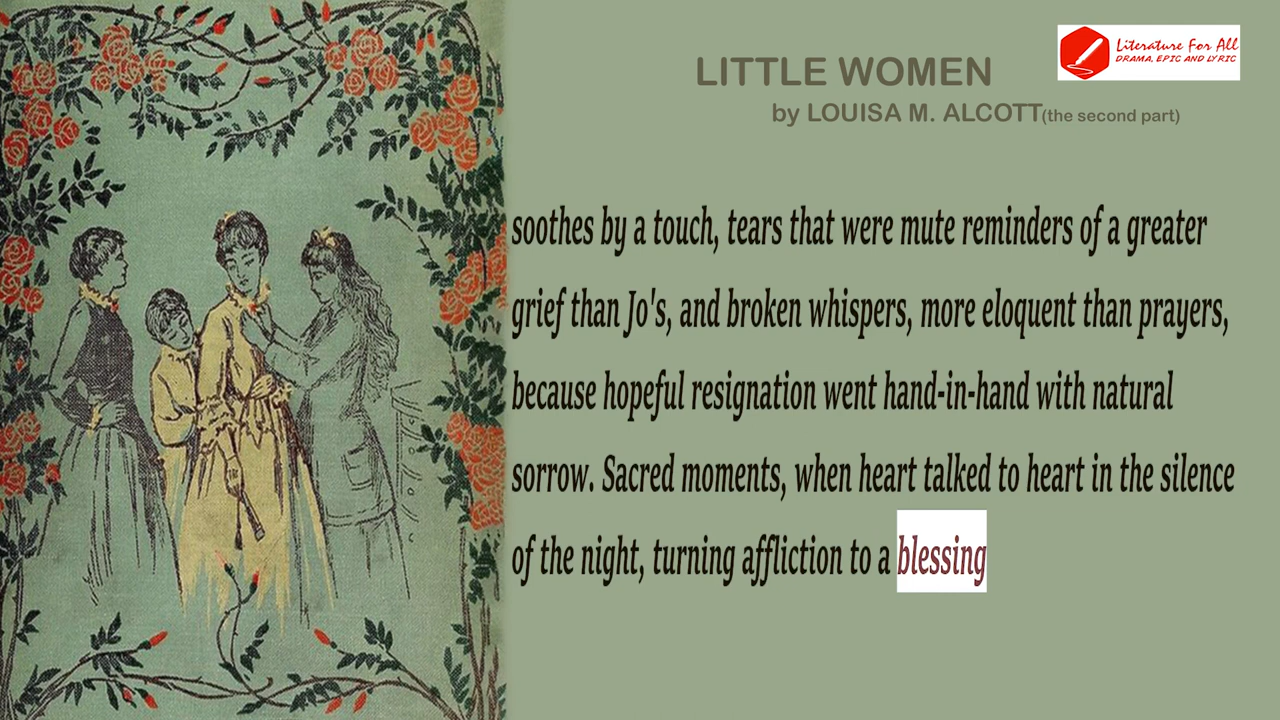 LITTLE WOMEN
by LOUISA M. ALCOTT(the second part)
Literature For All
DRAMA, EPIC AND LYRIC
soothes by a touch, tears that were mute reminders of a greater
grief than Jo's, and broken whispers, more eloquent than prayers,
because hopeful resignation went hand-in-hand with natural
sorrow. Sacred moments, when heart talked to heart in the silence
of the night, turning affliction to a blessing